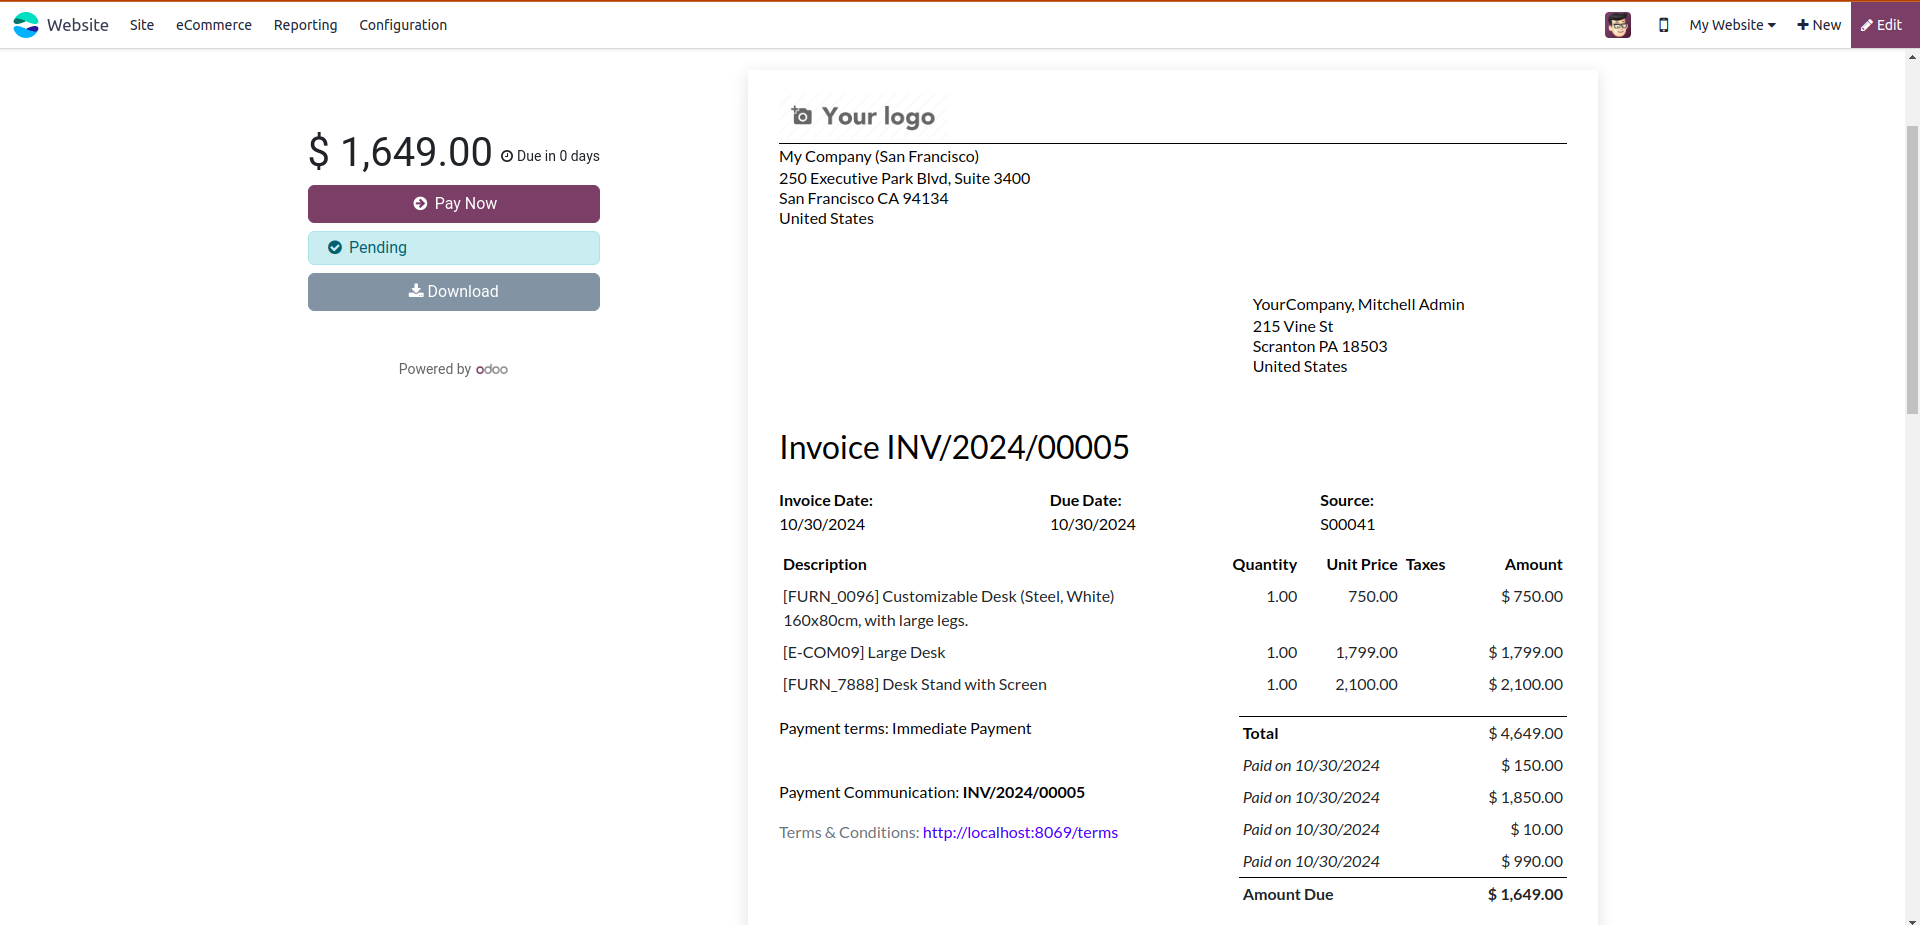 Website Site eCommerce Reporting Configuration My Website New Edit
$ 1,649.00 Due in 0 days
Pay Now
Pending
Download
Powered by odoo
Your logo
My Company (San Francisco)
250 Executive Park Blvd, Suite 3400
San Francisco CA 94134
United States
YourCompany, Mitchell Admin
215 Vine St
Scranton PA 18503
United States
Invoice INV/2024/00005
Invoice Date: Due Date: Source:
10/30/2024 10/30/2024 S00041
Description Quantity Unit Price Taxes Amount
[FURN_0096] Customizable Desk (Steel, White) 1.00 750.00 $ 750.00
160x80cm, with large legs.
[E-COM09] Large Desk 1.00 1,799.00 $ 1,799.00
[FURN_7888] Desk Stand with Screen 1.00 2,100.00 $ 2,100.00
Payment terms: Immediate Payment
Total $ 4,649.00
Paid on 10/30/2024 $ 150.00
Paid on 10/30/2024 $ 1,850.00
Paid on 10/30/2024 $ 10.00
Paid on 10/30/2024 $ 990.00
Amount Due $ 1,649.00
Payment Communication: INV/2024/00005
Terms & Conditions: http://localhost:8069/terms